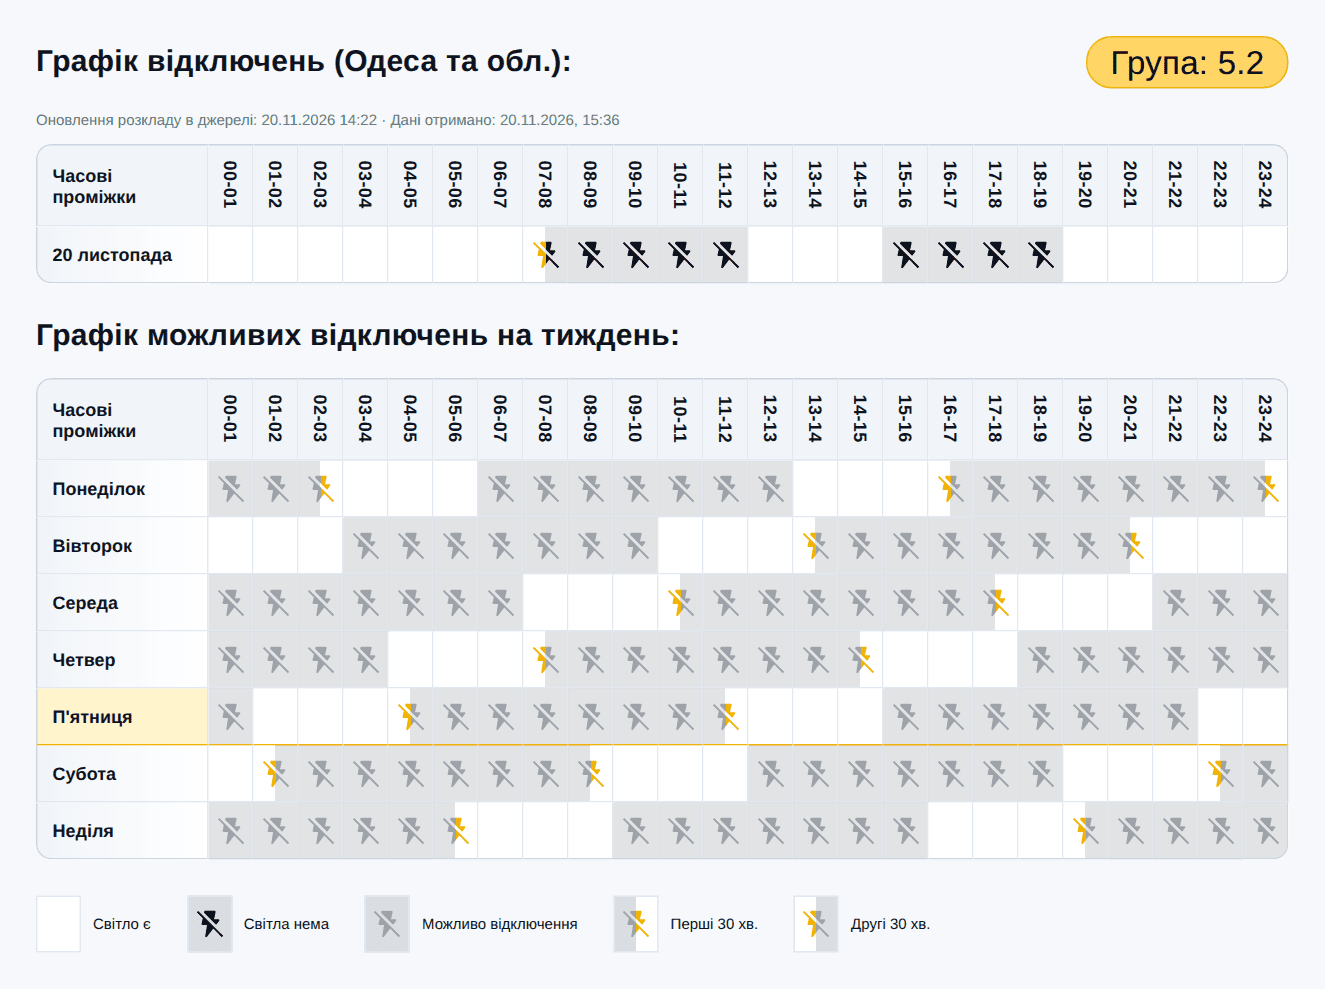 Графік відключень (Одеса та обл.):
Група: 5.2
Оновлення розкладу в джерелі: 20.11.2026 14:22 · Дані отримано: 20.11.2026, 15:36
Часові проміжки 00-01 01-02 02-03 03-04 04-05 05-06 06-07 07-08 08-09 09-10 10-11 11-12 12-13 13-14 14-15 15-16 16-17 17-18 18-19 19-20 20-21 21-22 22-23 23-24
20 листопада
Графік можливих відключень на тиждень:
Часові проміжки 00-01 01-02 02-03 03-04 04-05 05-06 06-07 07-08 08-09 09-10 10-11 11-12 12-13 13-14 14-15 15-16 16-17 17-18 18-19 19-20 20-21 21-22 22-23 23-24
Понеділок
Вівторок
Середа
Четвер
П'ятниця
Субота
Неділя
Світло є Світла нема Можливо відключення Перші 30 хв. Другі 30 хв.